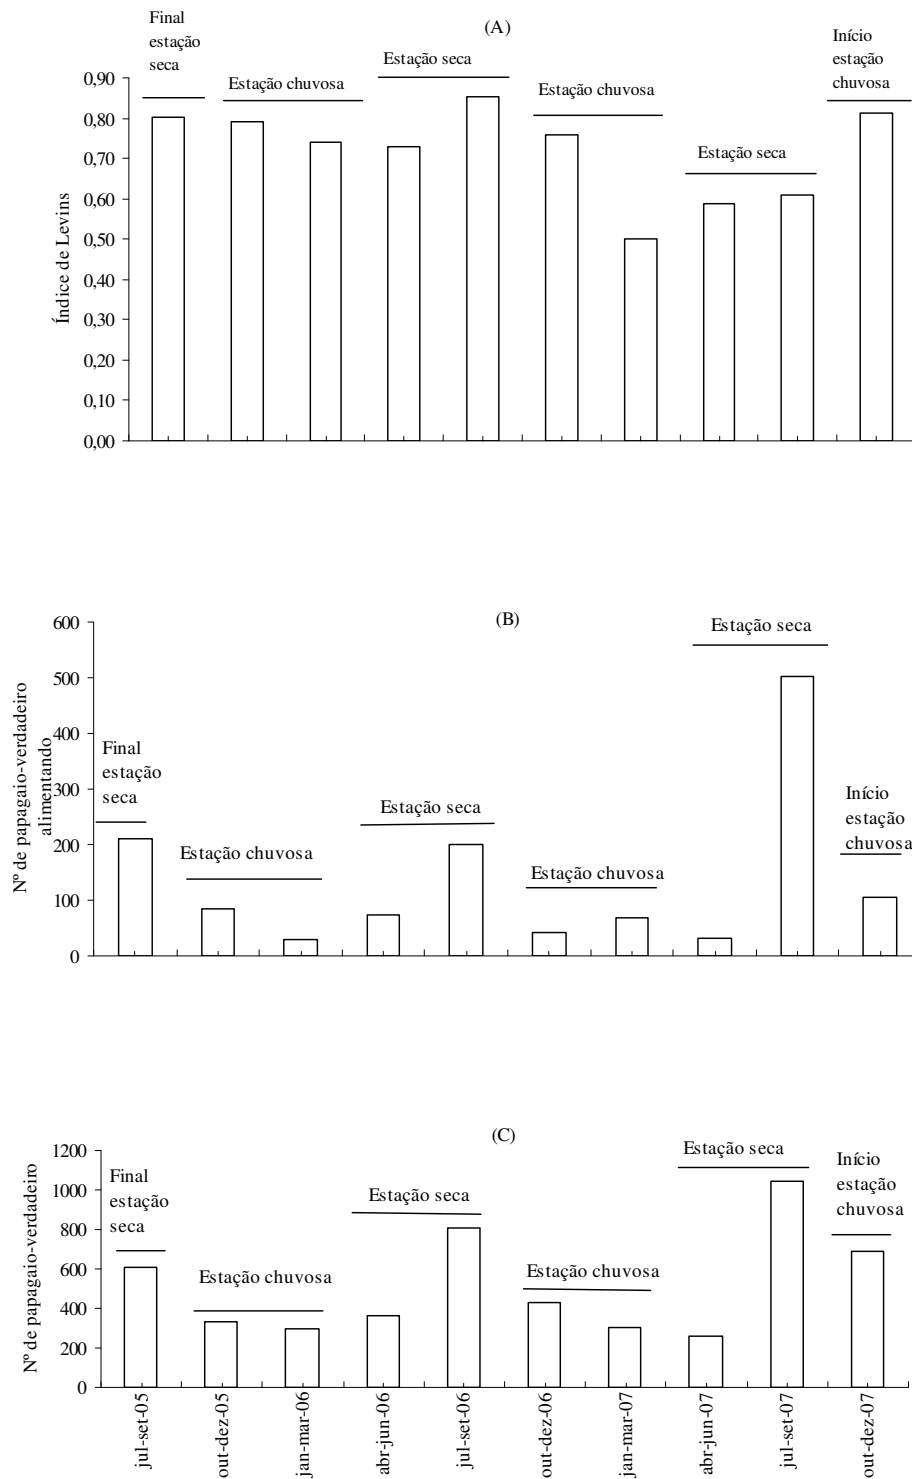 (A)
Final
estação
seca
Estação chuvosa
Estação seca
Estação chuvosa
Estação seca
Início
estação
chuvosa
Índice de Levins
0,90
0,80
0,70
0,60
0,50
0,40
0,30
0,20
0,10
0,00
(B)
Final
estação
seca
Estação chuvosa
Estação seca
Estação chuvosa
Estação seca
Início
estação
chuvosa
Nº de papagaio-verdadeiro
alimentando
600
500
400
300
200
100
0
(C)
Final
estação
seca
Estação chuvosa
Estação seca
Estação chuvosa
Estação seca
Início
estação
chuvosa
Nº de papagaio-verdadeiro
1200
1000
800
600
400
200
0
jul-set-05
out-dez-05
jan-mar-06
abr-jun-06
jul-set-06
out-dez-06
jan-mar-07
abr-jun-07
jul-set-07
out-dez-07